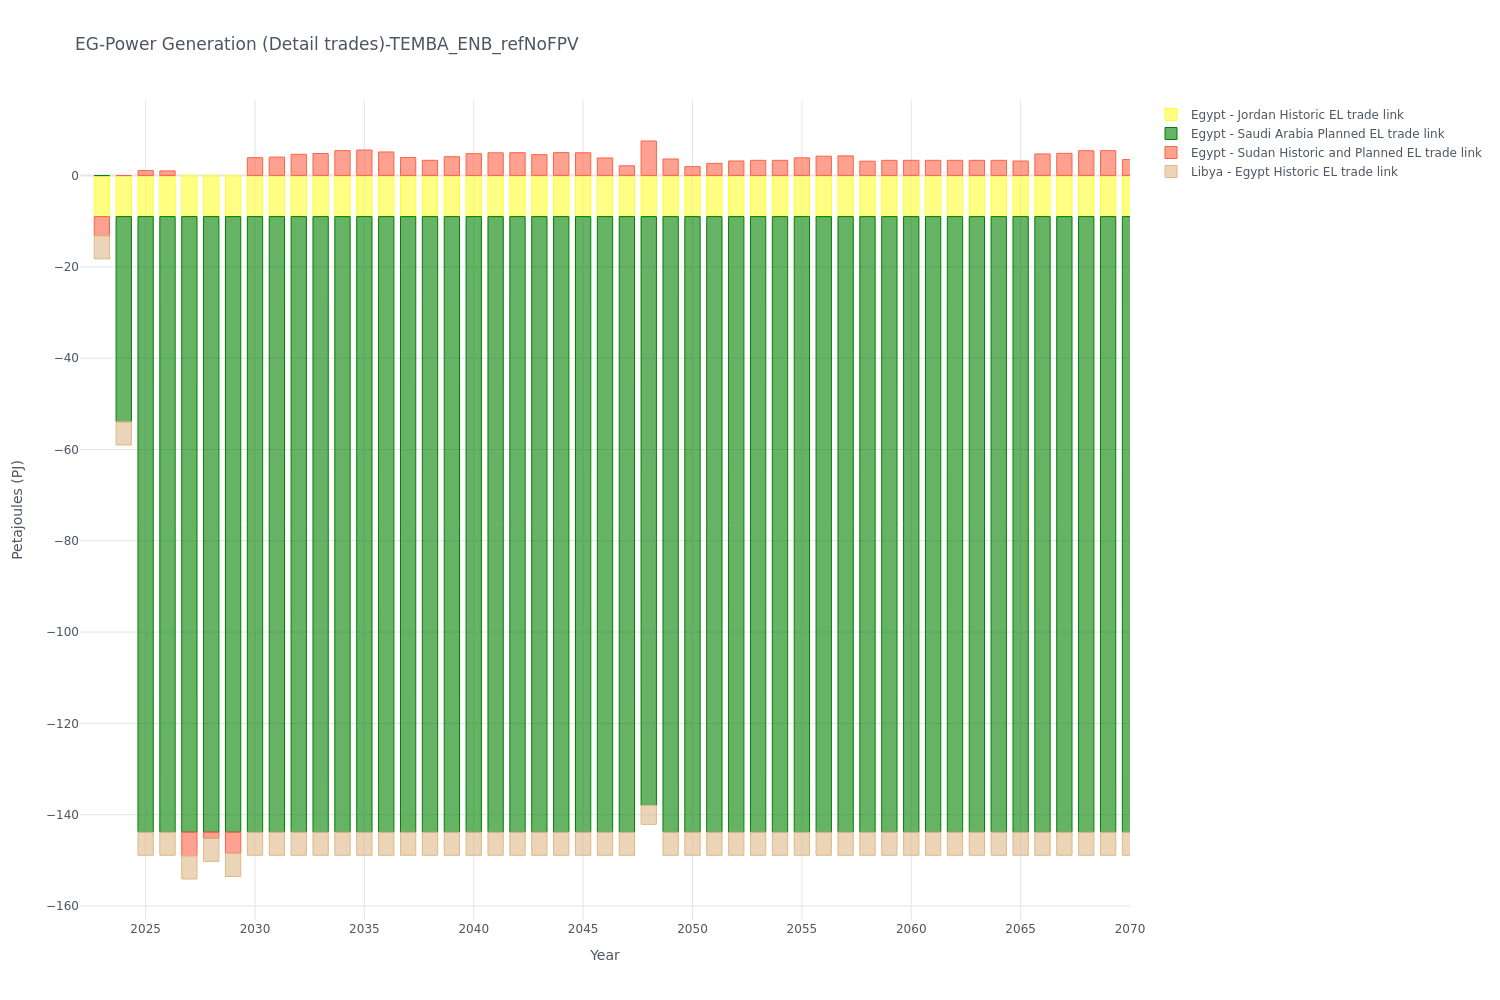 EG-Power Generation (Detail trades)-TEMBA_ENB_refNoFPV
Egypt - Jordan Historic EL trade link
Egypt - Saudi Arabia Planned EL trade link
Egypt - Sudan Historic and Planned EL trade link
Libya - Egypt Historic EL trade link
0
−20
−40
−60
−80
−100
−120
−140
−160
Petajoules (PJ)
2025 2030 2035 2040 2045 2050 2055 2060 2065 2070
Year